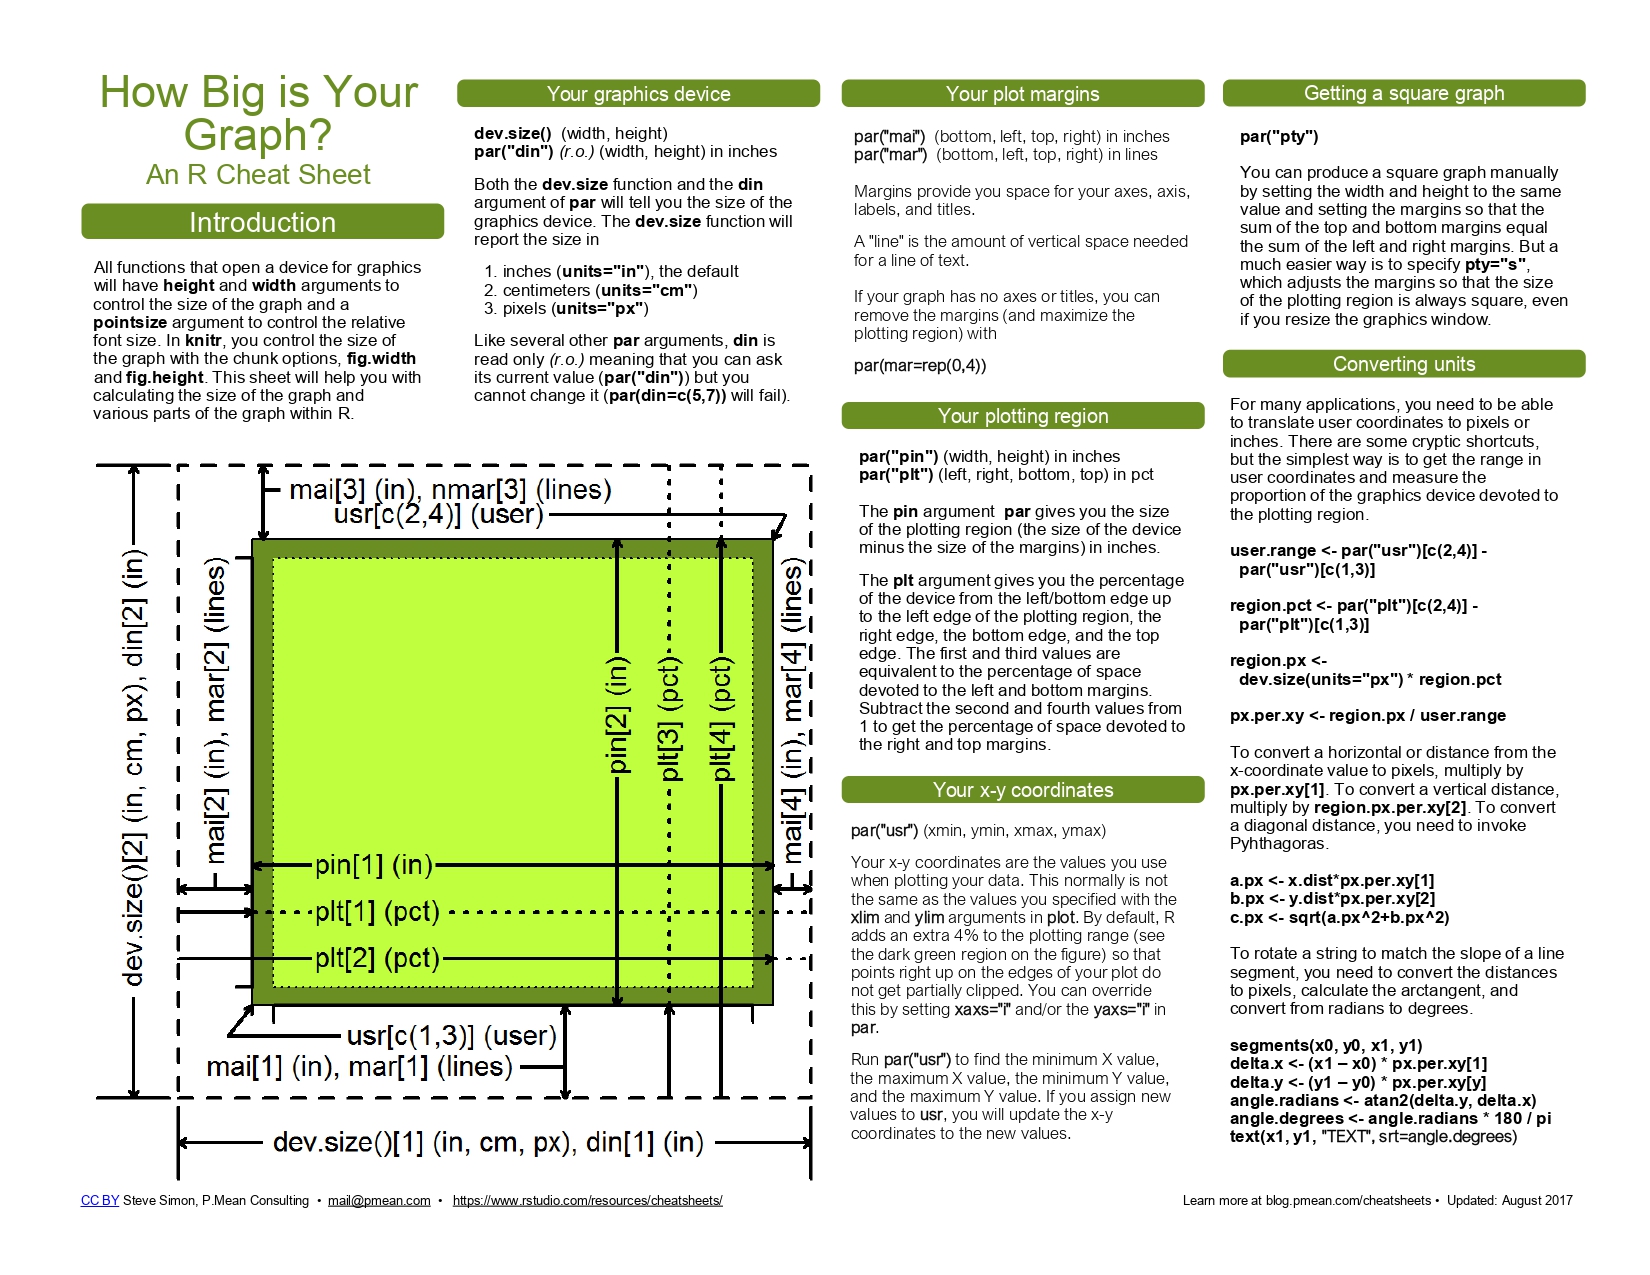 How Big is Your
Graph?
An R Cheat Sheet
Introduction
All functions that open a device for graphics
will have height and width arguments to
control the size of the graph and a
pointsize argument to control the relative
font size. In knitr, you control the size of
the graph with the chunk options, fig.width
and fig.height. This sheet will help you with
calculating the size of the graph and
various parts of the graph within R.
Your graphics device
dev.size() (width, height)
par("din") (r.o.) (width, height) in inches
Both the dev.size function and the din
argument of par will tell you the size of the
graphics device. The dev.size function will
report the size in
1. inches (units="in"), the default
2. centimeters (units="cm")
3. pixels (units="px")
Like several other par arguments, din is
read only (r.o.) meaning that you can ask
its current value (par("din")) but you
cannot change it (par(din=c(5,7)) will fail).
mai[3] (in), nmar[3] (lines)
usr[c(2,4)] (user)
dev.size()[2] (in, cm, px), din[2] (in)
mai[2] (in), mar[2] (lines)
pin[2] (in)
plt[3] (pct)
plt[4] (pct)
mai[4] (in), mar[4] (lines)
pin[1] (in)
plt[1] (pct)
plt[2] (pct)
usr[c(1,3)] (user)
mai[1] (in), mar[1] (lines)
dev.size()[1] (in, cm, px), din[1] (in)
Your plot margins
par("mai") (bottom, left, top, right) in inches
par("mar") (bottom, left, top, right) in lines
Margins provide you space for your axes, axis,
labels, and titles.
A "line" is the amount of vertical space needed
for a line of text.
If your graph has no axes or titles, you can
remove the margins (and maximize the
plotting region) with
par(mar=rep(0,4))
Your plotting region
par("pin") (width, height) in inches
par("plt") (left, right, bottom, top) in pct
The pin argument par gives you the size
of the plotting region (the size of the device
minus the size of the margins) in inches.
The plt argument gives you the percentage
of the device from the left/bottom edge up
to the left edge of the plotting region, the
right edge, the bottom edge, and the top
edge. The first and third values are
equivalent to the percentage of space
devoted to the left and bottom margins.
Subtract the second and fourth values from
1 to get the percentage of space devoted to
the right and top margins.
Your x-y coordinates
par("usr") (xmin, ymin, xmax, ymax)
Your x-y coordinates are the values you use
when plotting your data. This normally is not
the same as the values you specified with the
xlim and ylim arguments in plot. By default, R
adds an extra 4% to the plotting range (see
the dark green region on the figure) so that
points right up on the edges of your plot do
not get partially clipped. You can override
this by setting xaxs="i" and/or the yaxs="i" in
par.
Run par("usr") to find the minimum X value,
the maximum X value, the minimum Y value,
and the maximum Y value. If you assign new
values to usr, you will update the x-y
coordinates to the new values.
Getting a square graph
par("pty")
You can produce a square graph manually
by setting the width and height to the same
value and setting the margins so that the
sum of the top and bottom margins equal
the sum of the left and right margins. But a
much easier way is to specify pty="s",
which adjusts the margins so that the size
of the plotting region is always square, even
if you resize the graphics window.
Converting units
For many applications, you need to be able
to translate user coordinates to pixels or
inches. There are some cryptic shortcuts,
but the simplest way is to get the range in
user coordinates and measure the
proportion of the graphics device devoted to
the plotting region.
user.range <- par("usr")[c(2,4)] -
par("usr")[c(1,3)]
region.pct <- par("plt")[c(2,4)] -
par("plt")[c(1,3)]
region.px <-
dev.size(units="px") * region.pct
px.per.xy <- region.px / user.range
To convert a horizontal or distance from the
x-coordinate value to pixels, multiply by
px.per.xy[1]. To convert a vertical distance,
multiply by region.px.per.xy[2]. To convert
a diagonal distance, you need to invoke
Pyhthagoras.
a.px <- x.dist*px.per.xy[1]
b.px <- y.dist*px.per.xy[2]
c.px <- sqrt(a.px^2+b.px^2)
To rotate a string to match the slope of a line
segment, you need to convert the distances
to pixels, calculate the arctangent, and
convert from radians to degrees.
segments(x0, y0, x1, y1)
delta.x <- (x1 – x0) * px.per.xy[1]
delta.y <- (y1 – y0) * px.per.xy[y]
angle.radians <- atan2(delta.y, delta.x)
angle.degrees <- angle.radians * 180 / pi
text(x1, y1, "TEXT", srt=angle.degrees)
CC BY Steve Simon, P.Mean Consulting • mail@pmean.com • https://www.rstudio.com/resources/cheatsheets/
Learn more at blog.pmean.com/cheatsheets • Updated: August 2017